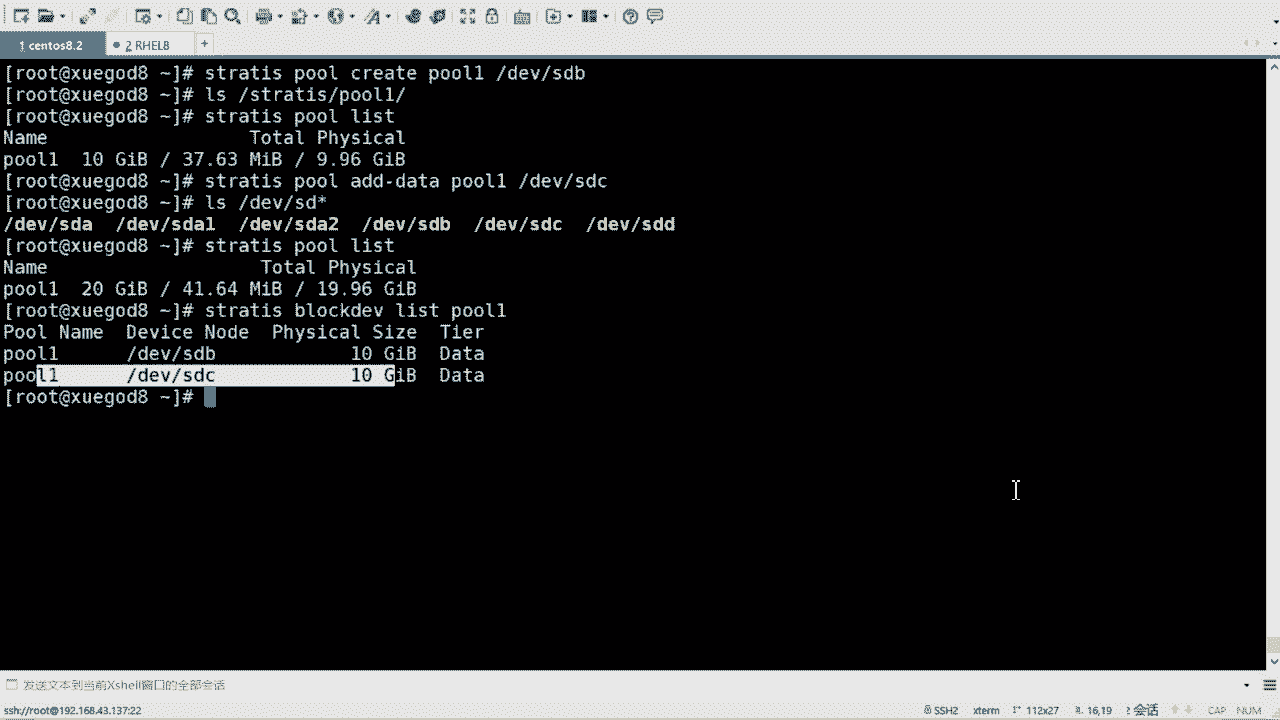 1 centos8.2
2 RHEL8
+
[root@xuegod8 ~]# stratis pool create pool1 /dev/sdb
[root@xuegod8 ~]# ls /stratis/pool1/
[root@xuegod8 ~]# stratis pool list
Name                  Total Physical
pool1  10 GiB / 37.63 MiB / 9.96 GiB
[root@xuegod8 ~]# stratis pool add-data pool1 /dev/sdc
[root@xuegod8 ~]# ls /dev/sd*
/dev/sda  /dev/sda1  /dev/sda2  /dev/sdb  /dev/sdc  /dev/sdd
[root@xuegod8 ~]# stratis pool list
Name                   Total Physical
pool1  20 GiB / 41.64 MiB / 19.96 GiB
[root@xuegod8 ~]# stratis blockdev list pool1
Pool Name  Device Node  Physical Size  Tier
pool1      /dev/sdb            10 GiB  Data
pool1      /dev/sdc            10 GiB  Data
[root@xuegod8 ~]#
发送文本到当前Xshell窗口的全部会话
ssh://root@192.168.43.137:22 SSH2 xterm 112x27 16,19 2 会话 CAP NUM